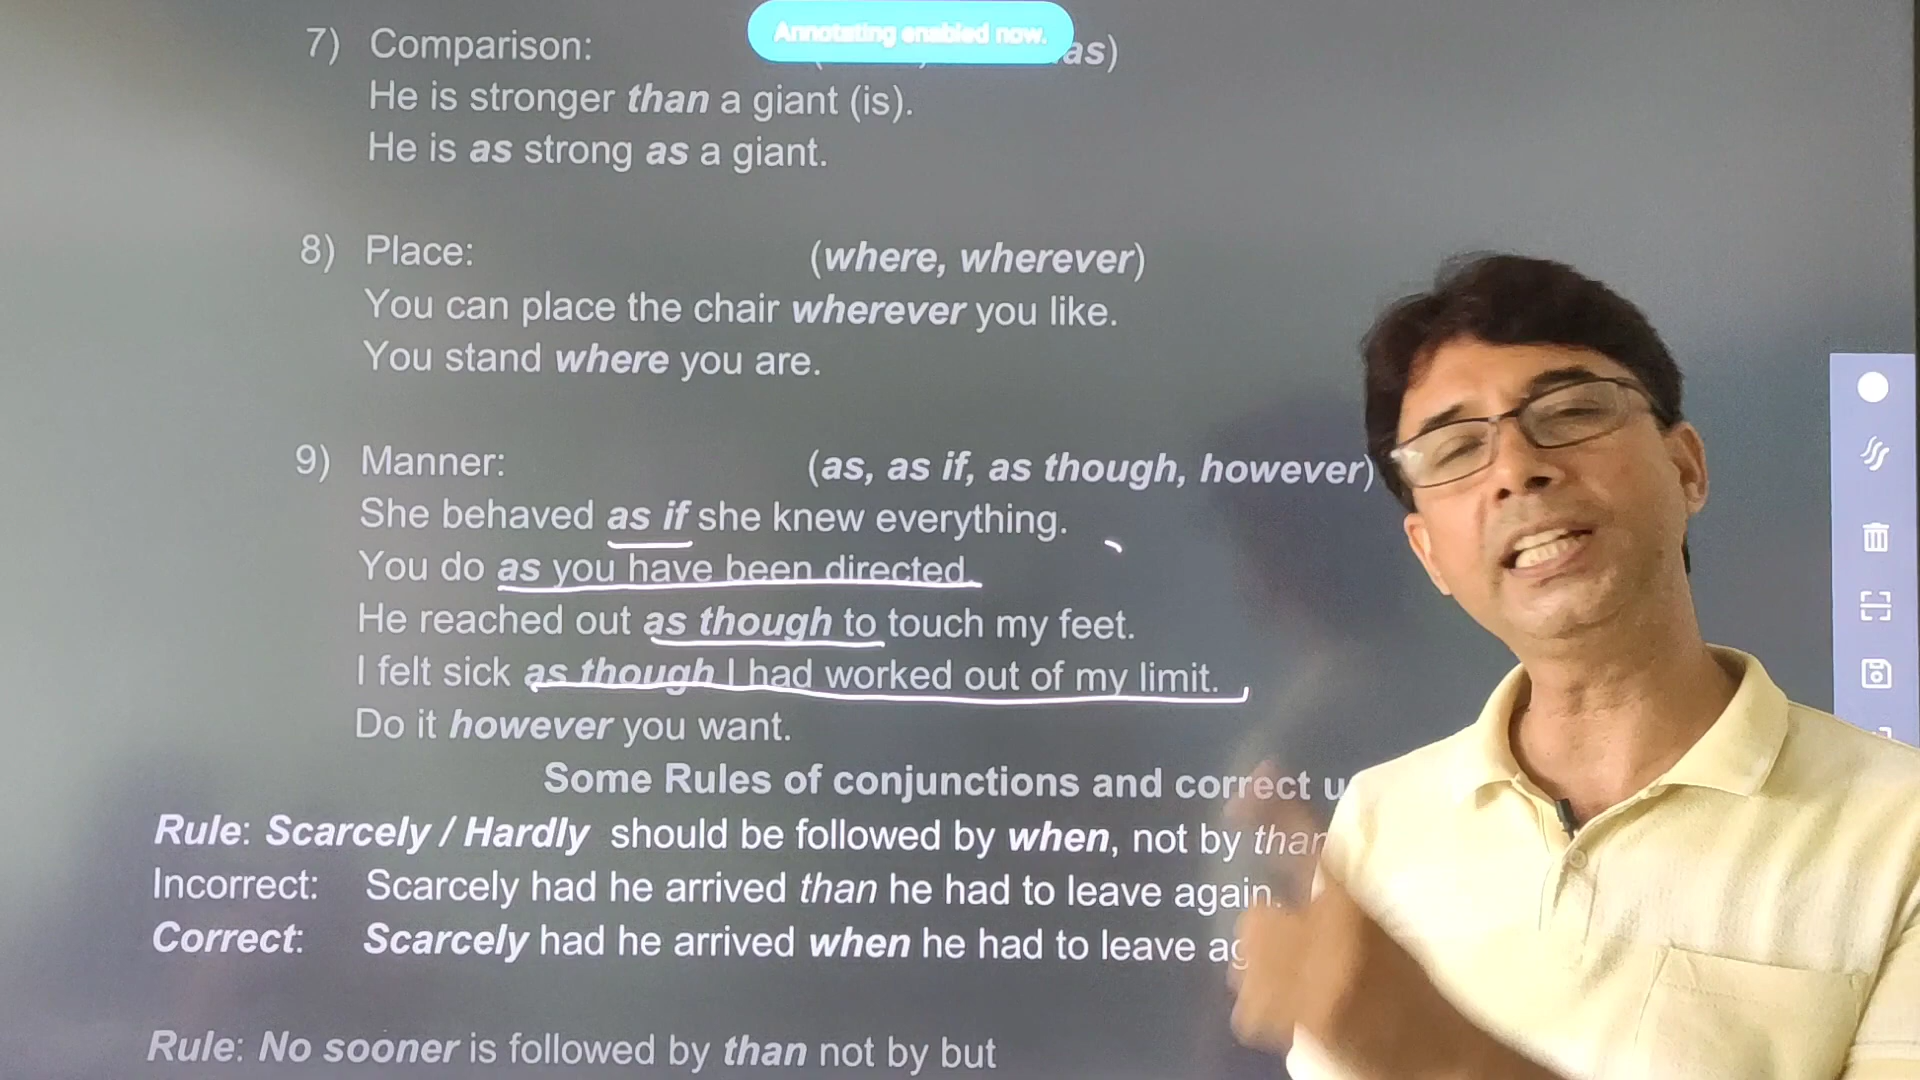 Annotating enabled now.
7) Comparison: as)
He is stronger than a giant (is).
He is as strong as a giant.
8) Place: (where, wherever)
You can place the chair wherever you like.
You stand where you are.
9) Manner: (as, as if, as though, however)
She behaved as if she knew everything.
You do as you have been directed.
He reached out as though to touch my feet.
I felt sick as though I had worked out of my limit.
Do it however you want.
Some Rules of conjunctions and correct
Rule: Scarcely / Hardly should be followed by when, not by
Incorrect: Scarcely had he arrived than he had to leave again.
Correct: Scarcely had he arrived when he had to leave
Rule: No sooner is followed by than not by but